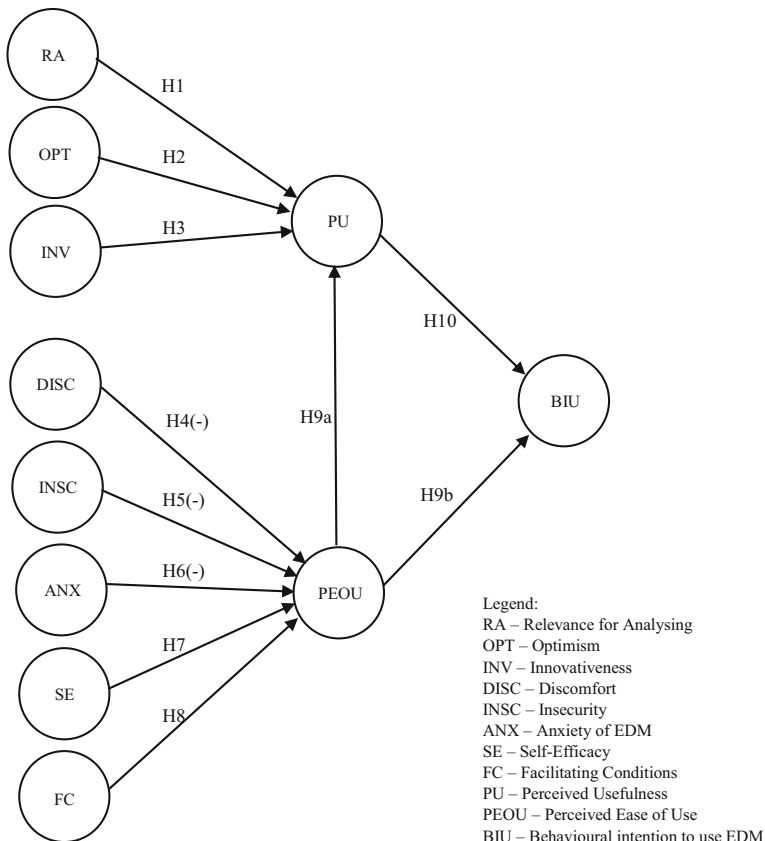 RA
H1
OPT
H2
PU
H3
INV
H10
DISC
BIU
H4(-)
H9a
INSC
H5(-)
H9b
H6(-)
ANX
PEOU
H7
SE
H8
FC
Legend:
RA – Relevance for Analysing
OPT – Optimism
INV – Innovativeness
DISC – Discomfort
INSC – Insecurity
ANX – Anxiety of EDM
SE – Self-Efficacy
FC – Facilitating Conditions
PU – Perceived Usefulness
PEOU – Perceived Ease of Use
BIU – Behavioural intention to use EDM